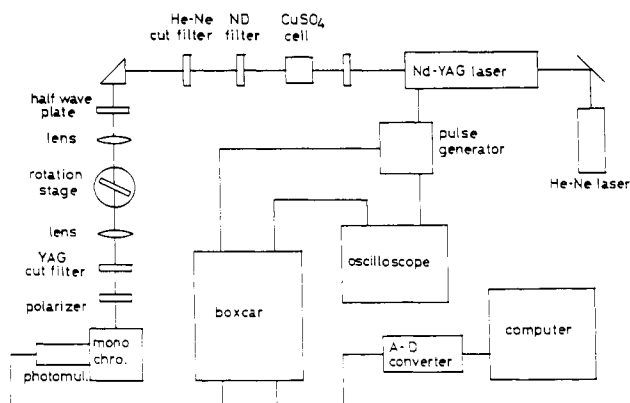 He-Ne
cut filter
ND
filter
CuSO4
cell
Nd-YAG laser
half wave
plate
lens
pulse
generator
rotation
stage
He-Ne laser
lens
YAG
cut filter
oscilloscope
polarizer
boxcar
computer
mono
chro.
A-D
converter
photomul.